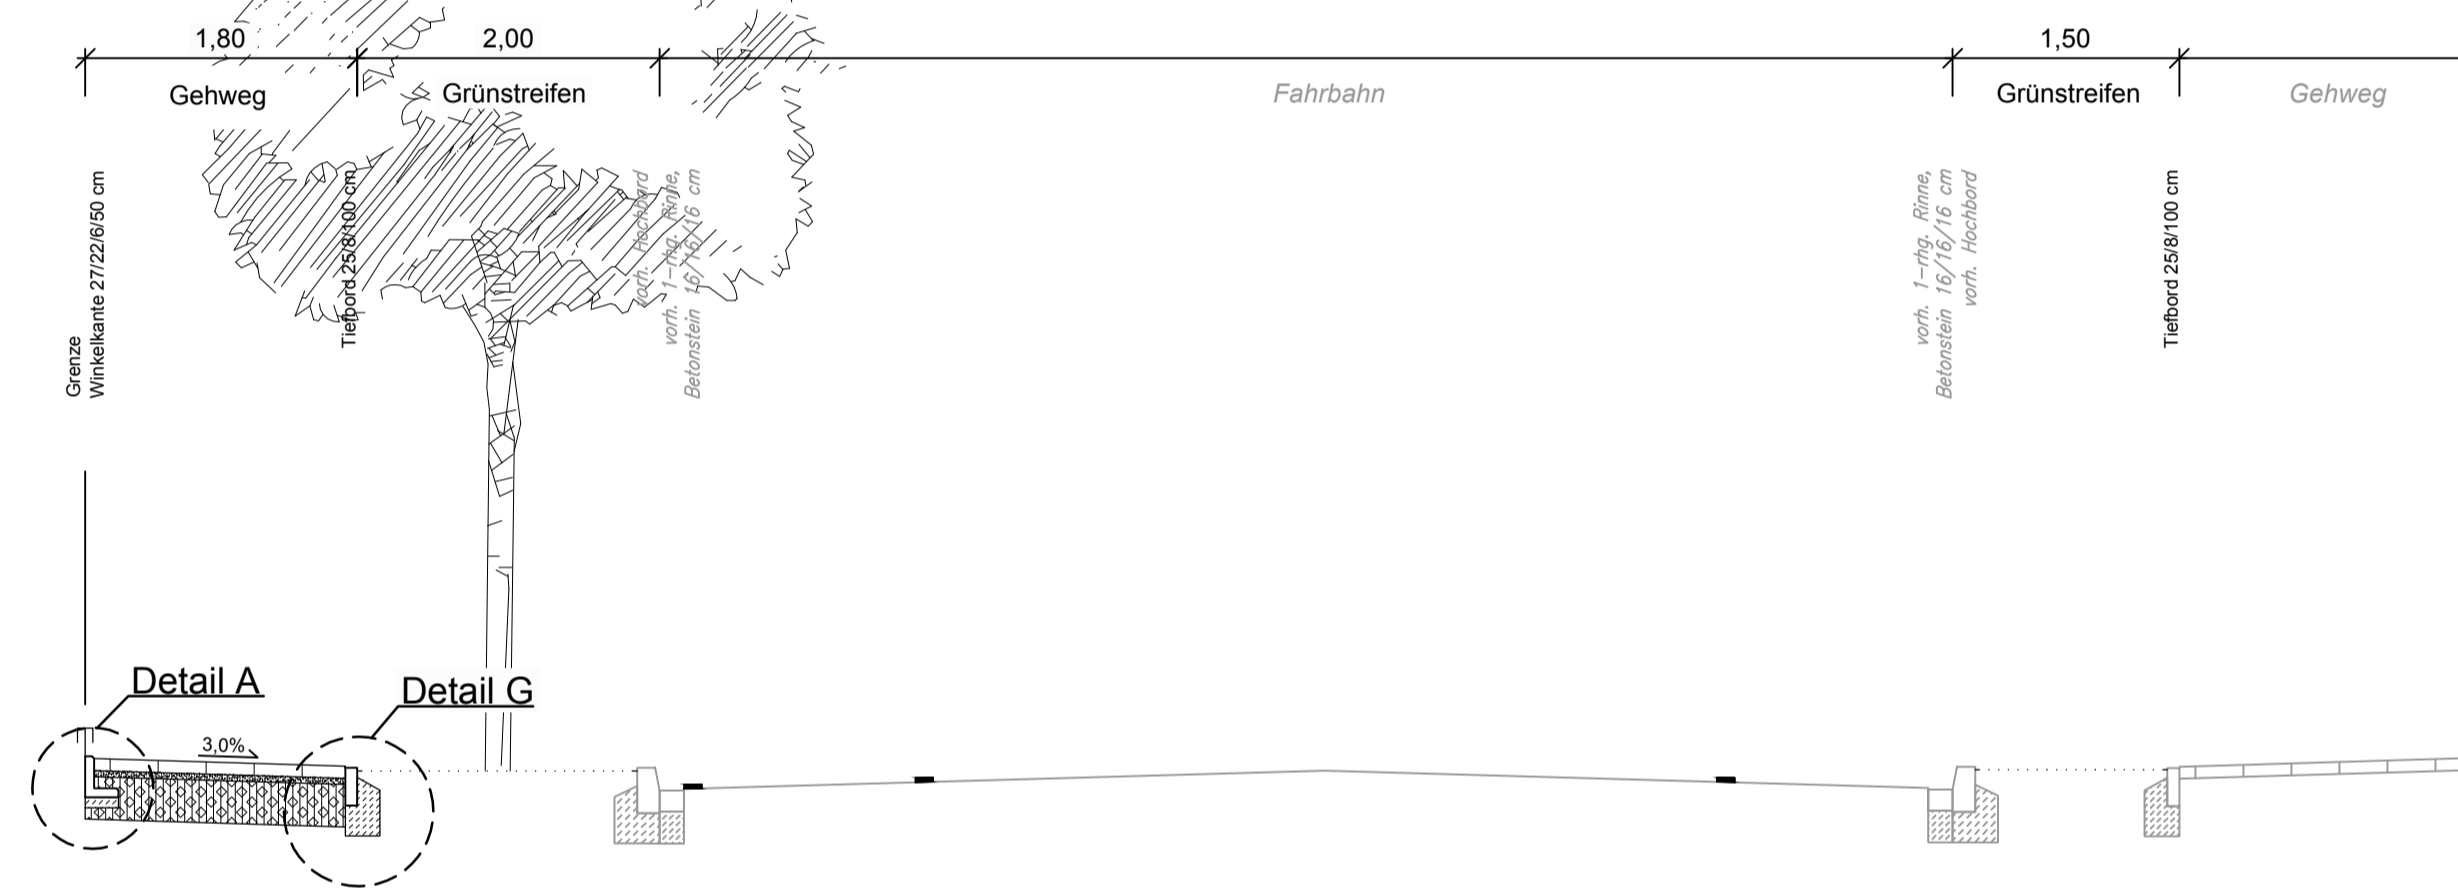 1,80
2,00
1,50
Gehweg
Grünstreifen
Fahrbahn
Grünstreifen
Gehweg
Grenze
Winkelkante 27/22/6/50 cm
Tiefbord 25/8/100 cm
vorh. Hochbord
vorh. 1-rhg. Rinne,
Betonstein 16/16/16 cm
vorh. 1-rhg. Rinne,
Betonstein 16/16/16 cm
vorh. Hochbord
Tiefbord 25/8/100 cm
Detail A
Detail G
3,0%